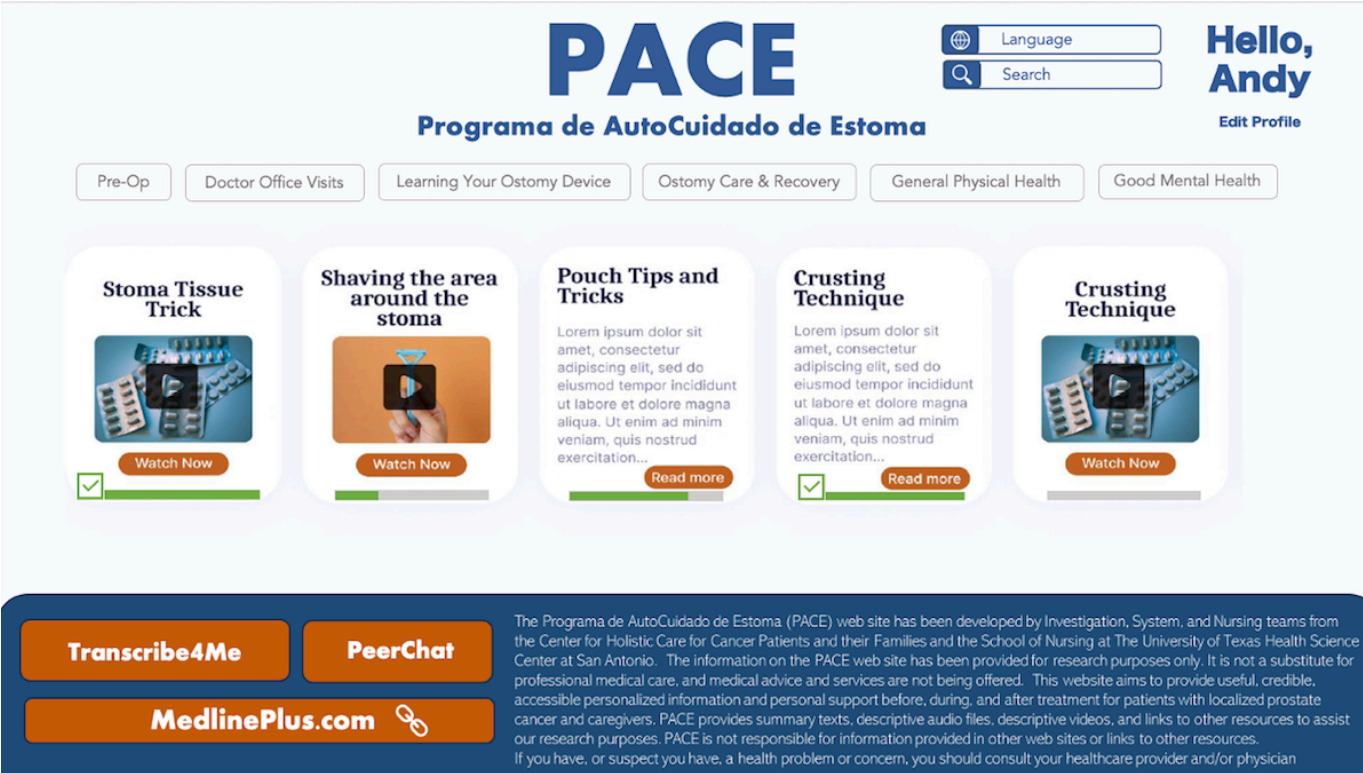 PACE
Programa de AutoCuidado de Estoma
Language
Search
Hello,
Andy
Edit Profile
Pre-Op
Doctor Office Visits
Learning Your Ostomy Device
Ostomy Care & Recovery
General Physical Health
Good Mental Health
Stoma Tissue
Trick
Watch Now
Shaving the area
around the
stoma
Watch Now
Pouch Tips and
Tricks
Lorem ipsum dolor sit
amet, consectetur
adipiscing elit, sed do
eiusmod tempor incididunt
ut labore et dolore magna
aliqua. Ut enim ad minim
veniam, quis nostrud
exercitation...
Read more
Crusting
Technique
Lorem ipsum dolor sit
amet, consectetur
adipiscing elit, sed do
eiusmod tempor incididunt
ut labore et dolore magna
aliqua. Ut enim ad minim
veniam, quis nostrud
exercitation...
Read more
Crusting
Technique
Watch Now
Transcribe4Me
PeerChat
MedlinePlus.com
The Programa de AutoCuidado de Estoma (PACE) web site has been developed by Investigation, System, and Nursing teams from
the Center for Holistic Care for Cancer Patients and their Families and the School of Nursing at The University of Texas Health Science
Center at San Antonio. The information on the PACE web site has been provided for research purposes only. It is not a substitute for
professional medical care, and medical advice and services are not being offered. This website aims to provide useful, credible,
accessible personalized information and personal support before, during, and after treatment for patients with localized prostate
cancer and caregivers. PACE provides summary texts, descriptive audio files, descriptive videos, and links to other resources to assist
our research purposes. PACE is not responsible for information provided in other web sites or links to other resources.
If you have, or suspect you have, a health problem or concern, you should consult your healthcare provider and/or physician